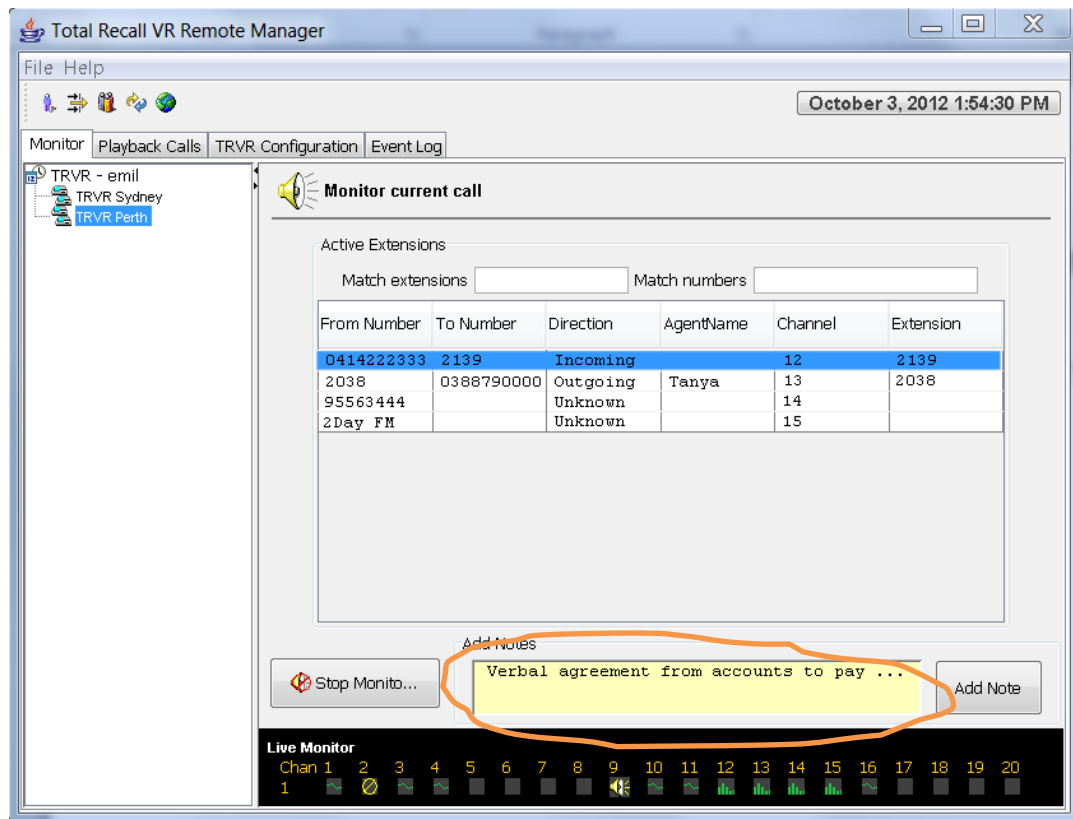 Total Recall VR Remote Manager
File Help
October 3, 2012 1:54:30 PM
Monitor Playback Calls TRVR Configuration Event Log
TRVR - emil
TRVR Sydney
TRVR Perth
Monitor current call
Active Extensions
Match extensions Match numbers
From Number To Number Direction AgentName Channel Extension
0414222333 2139 Incoming 12 2139
2038 0388790000 Outgoing Tanya 13 2038
95563444 Unknown 14
2Day FM Unknown 15
Add Notes
Verbal agreement from accounts to pay ...
Stop Monito...
Add Note
Live Monitor
Chan 1 2 3 4 5 6 7 8 9 10 11 12 13 14 15 16 17 18 19 20
1